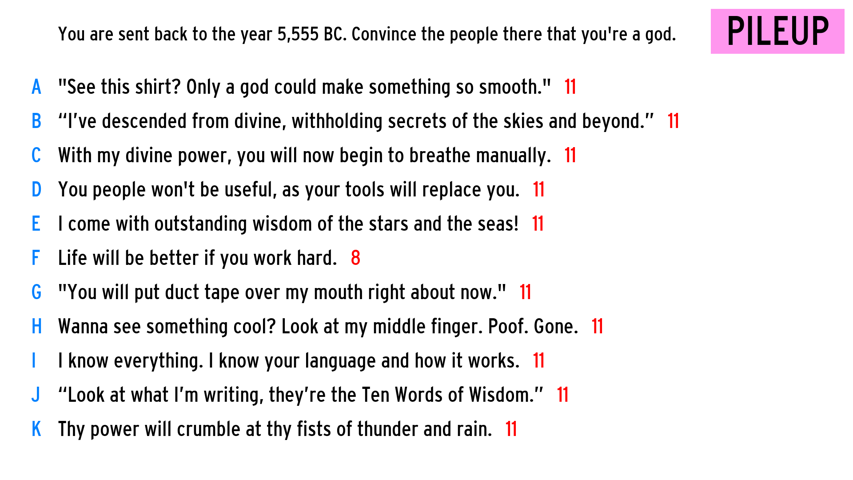 You are sent back to the year 5,555 BC. Convince the people there that you're a god.
PILEUP
A "See this shirt? Only a god could make something so smooth." 11
B “I’ve descended from divine, withholding secrets of the skies and beyond.” 11
C With my divine power, you will now begin to breathe manually. 11
D You people won't be useful, as your tools will replace you. 11
E I come with outstanding wisdom of the stars and the seas! 11
F Life will be better if you work hard. 8
G "You will put duct tape over my mouth right about now." 11
H Wanna see something cool? Look at my middle finger. Poof. Gone. 11
I I know everything. I know your language and how it works. 11
J “Look at what I’m writing, they’re the Ten Words of Wisdom.” 11
K Thy power will crumble at thy fists of thunder and rain. 11